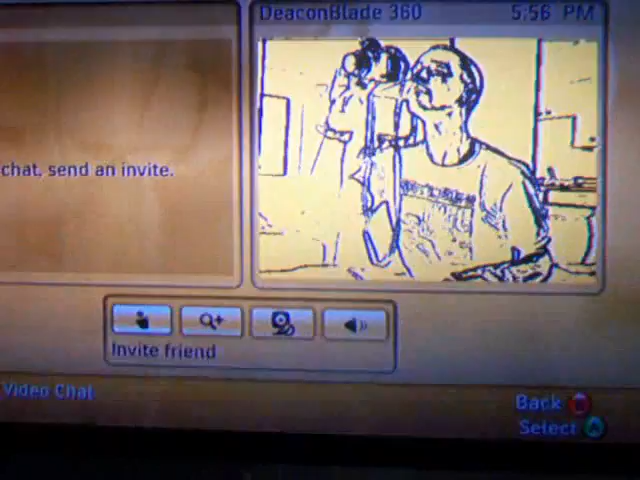 DeaconBlade 360
5:56 PM
chat, send an invite.
Invite friend
Video Chat
Back B
Select A